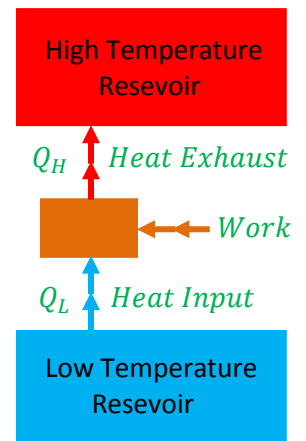 High Temperature
Resevoir
Q_H Heat Exhaust
Work
Q_L Heat Input
Low Temperature
Resevoir